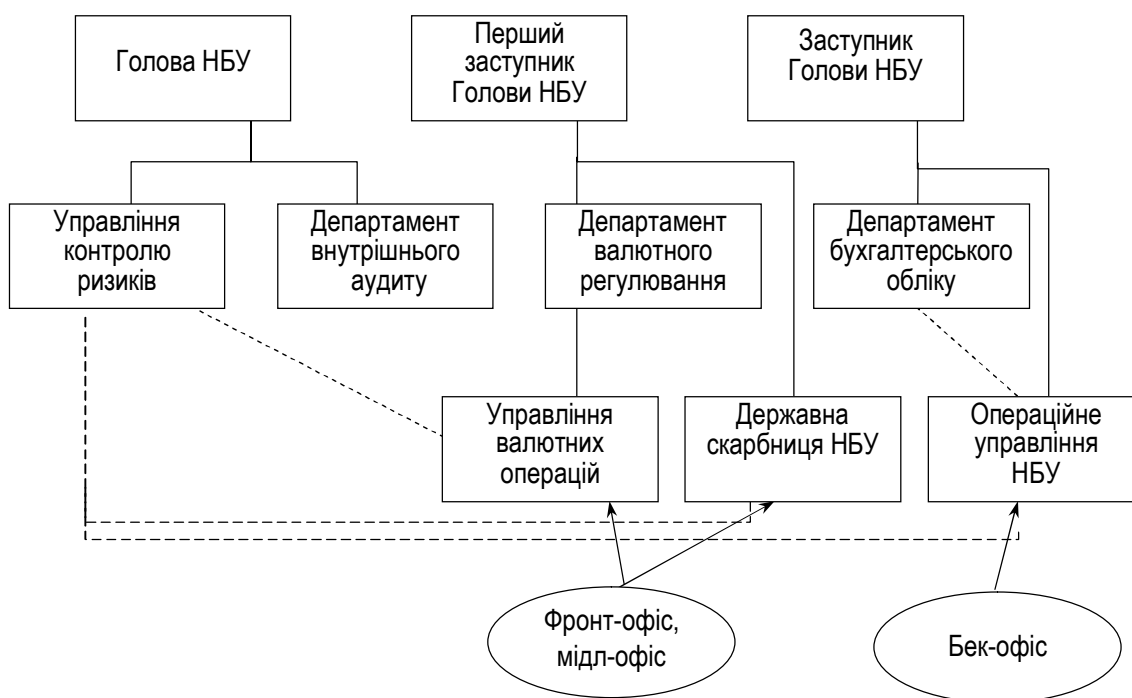 Голова НБУ
Перший
заступник
Голови НБУ
Заступник
Голови НБУ
Управління
контролю
ризиків
Департамент
внутрішнього
аудиту
Департамент
валютного
регулювання
Департамент
бухгалтерського
обліку
Управління
валютних
операцій
Державна
скарбниця НБУ
Операційне
управління
НБУ
Фронт-офіс,
мідл-офіс
Бек-офіс